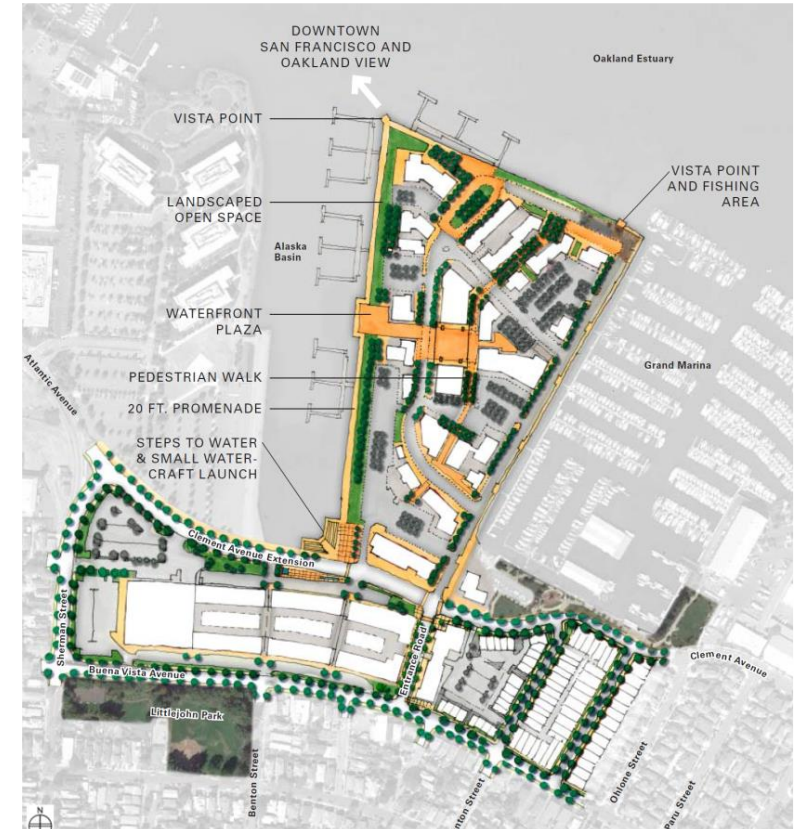 DOWNTOWN
SAN FRANCISCO AND
OAKLAND VIEW
Oakland Estuary
VISTA POINT
VISTA POINT
AND FISHING
AREA
LANDSCAPED
OPEN SPACE
Alaska
Basin
WATERFRONT
PLAZA
Grand Marina
Atlantic Avenue
PEDESTRIAN WALK
20 FT. PROMENADE
STEPS TO WATER
& SMALL WATER-
CRAFT LAUNCH
Clement Avenue Extension
Sherman Street
Entrance Road
Clement Avenue
Buena Vista Avenue
Littlejohn Park
Benton Street
nton Street
Ohlone Street
Paru Street
N